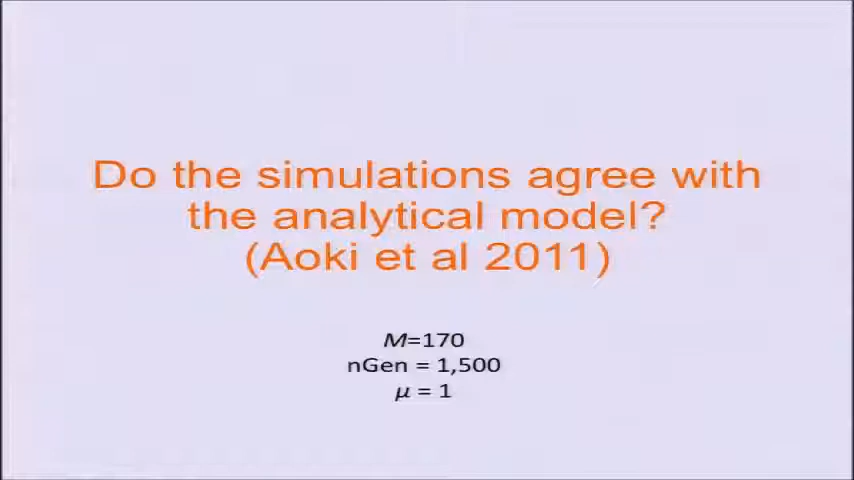 Do the simulations agree with
the analytical model?
(Aoki et al 2011)
M=170
nGen = 1,500
μ = 1